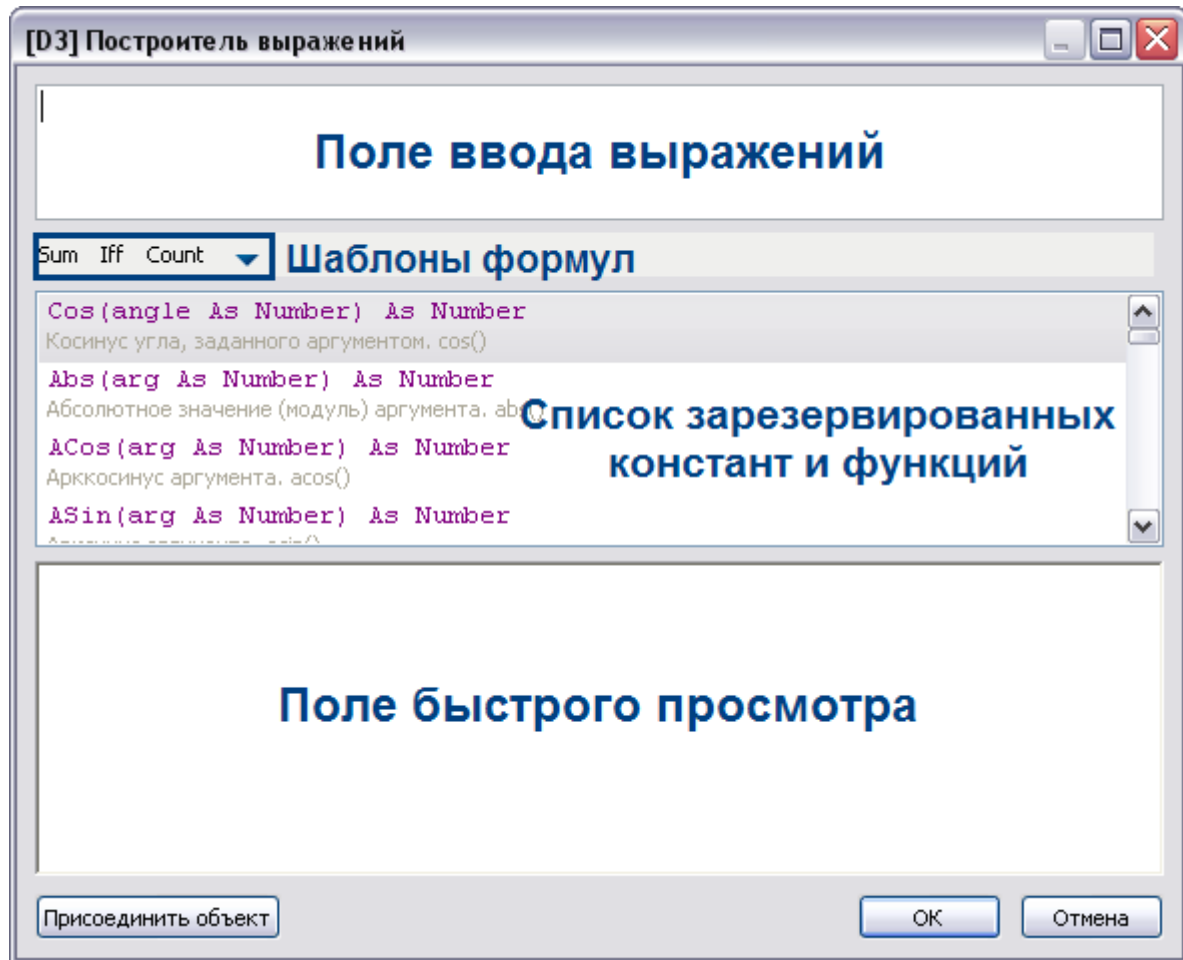 [D3] Построитель выражений
Поле ввода выражений
Sum Iff Count
Шаблоны формул
Cos(angle As Number) As Number
Косинус угла, заданного аргументом. cos()
Abs(arg As Number) As Number
Абсолютное значение (модуль) аргумента. abs()
Список зарезервированных
констант и функций
ACos(arg As Number) As Number
Арккосинус аргумента. acos()
ASin(arg As Number) As Number
Поле быстрого просмотра
Присоединить объект
OK
Отмена